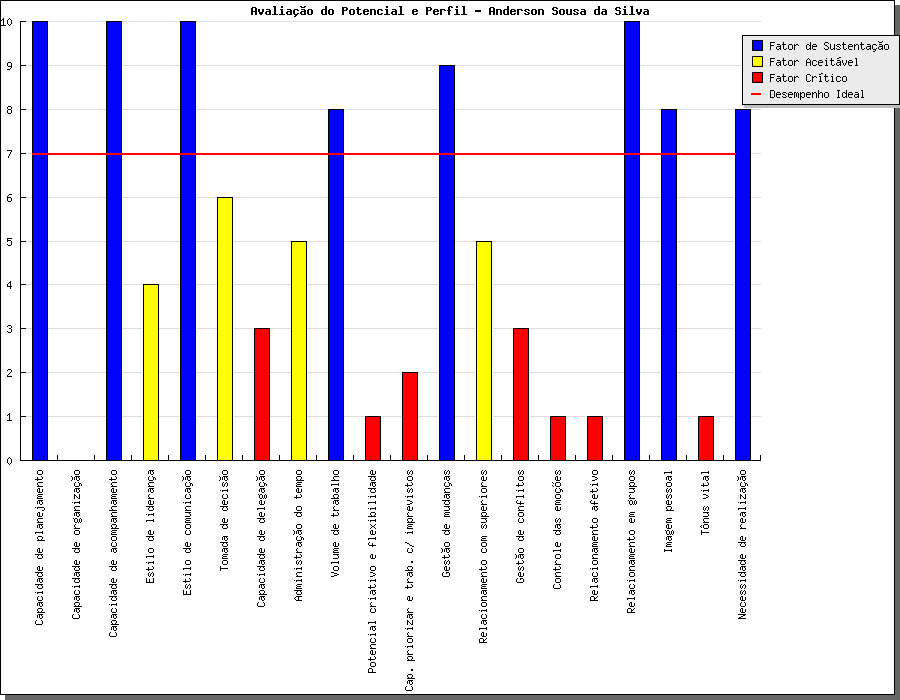 Avaliação do Potencial e Perfil - Anderson Sousa da Silva
Fator de Sustentação
Fator Aceitável
Fator Crítico
Desempenho Ideal
10
9
8
7
6
5
4
3
2
1
0
Capacidade de planejamento
Capacidade de organização
Capacidade de acompanhamento
Estilo de liderança
Estilo de comunicação
Tomada de decisão
Capacidade de delegação
Administração do tempo
Volume de trabalho
Potencial criativo e flexibilidade
Cap. priorizar e trab. c/ imprevistos
Gestão de mudanças
Relacionamento com superiores
Gestão de conflitos
Controle das emoções
Relacionamento afetivo
Relacionamento em grupos
Imagem pessoal
Tônus vital
Necessidade de realização